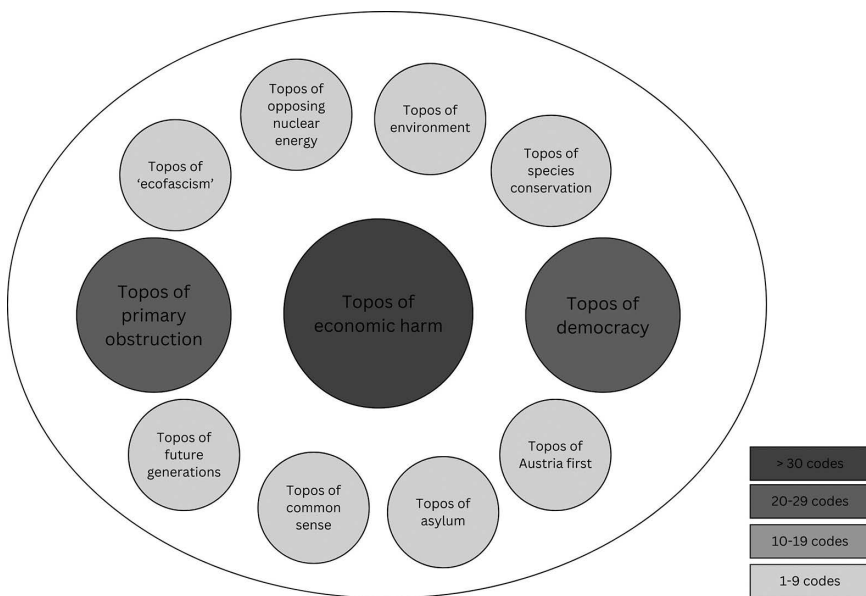 Topos of
opposing
nuclear
energy
Topos of
environment
Topos of
'ecofascism'
Topos of
species
conservation
Topos of
primary
obstruction
Topos of
economic harm
Topos of
democracy
Topos of
future
generations
Topos of
Austria first
Topos of
common
sense
Topos of
asylum
> 30 codes
20-29 codes
10-19 codes
1-9 codes